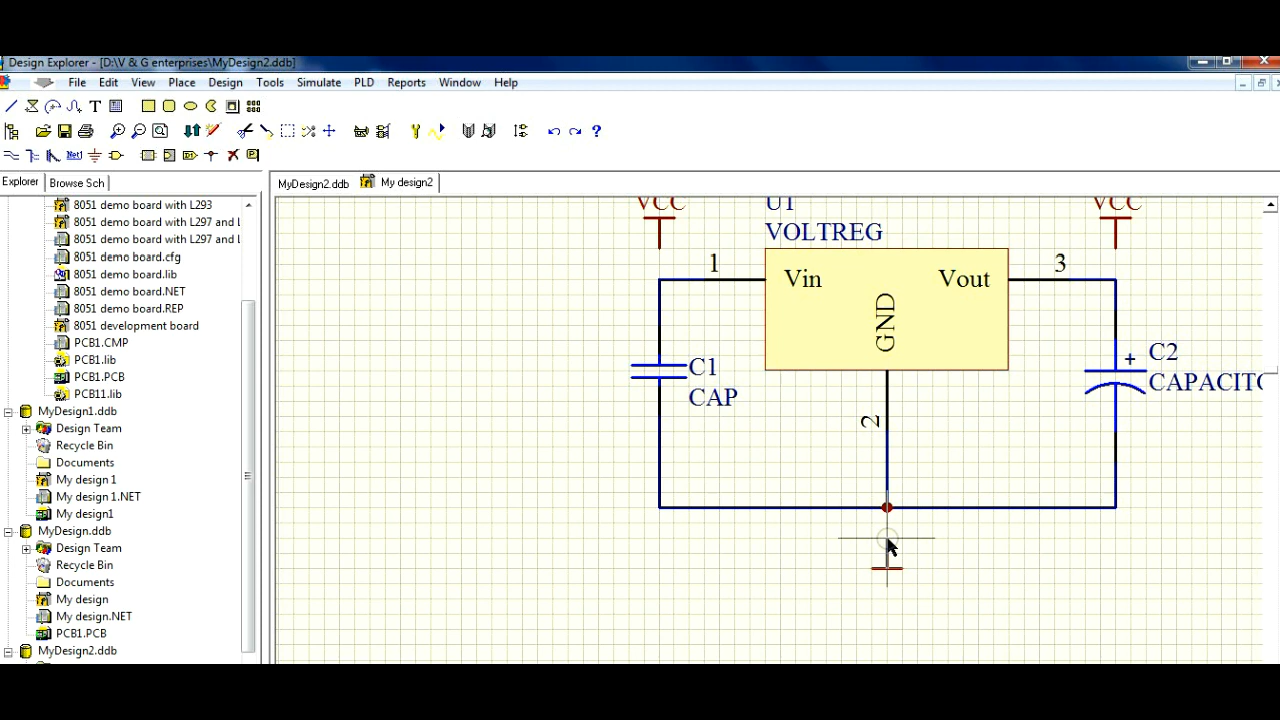 Design Explorer - [D:\V & G enterprises\MyDesign2.ddb]
File Edit View Place Design Tools Simulate PLD Reports Window Help
Explorer Browse Sch
MyDesign2.ddb My design2
8051 demo board with L293
8051 demo board with L297 and
8051 demo board with L297 and
8051 demo board.cfg
8051 demo board.lib
8051 demo board.NET
8051 demo board.REP
8051 development board
PCB1.CMP
PCB1.lib
PCB1.PCB
PCB11.lib
MyDesign1.ddb
Design Team
Recycle Bin
Documents
My design 1
My design 1.NET
My design1
MyDesign.ddb
Design Team
Recycle Bin
Documents
My design
My design.NET
PCB1.PCB
MyDesign2.ddb
VCC U1 VCC
VOLTREG
1 3
Vin Vout
GND
C1
CAP
C2
CAPACITO
2